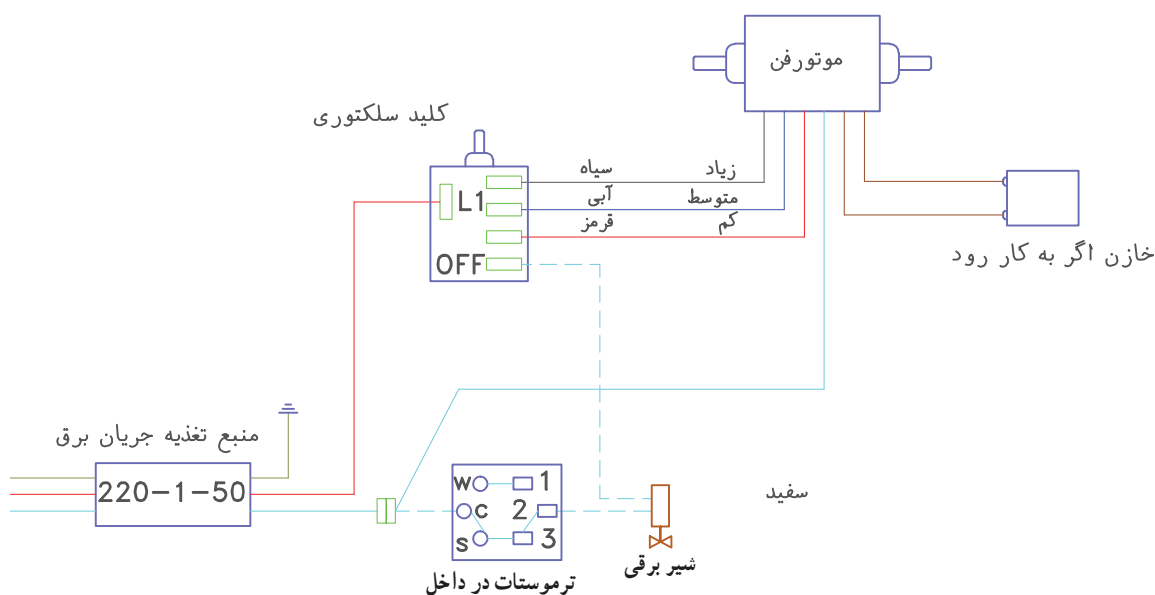 موتورفن
کلید سلکتوری
سیاه زیاد
L1
آبی متوسط
قرمز کم
OFF
خازن اگر به کار رود
منبع تغذیه جریان برق
220-1-50
W 1
C 2
S 3
سفید
شیر برقی
ترموستات در داخل